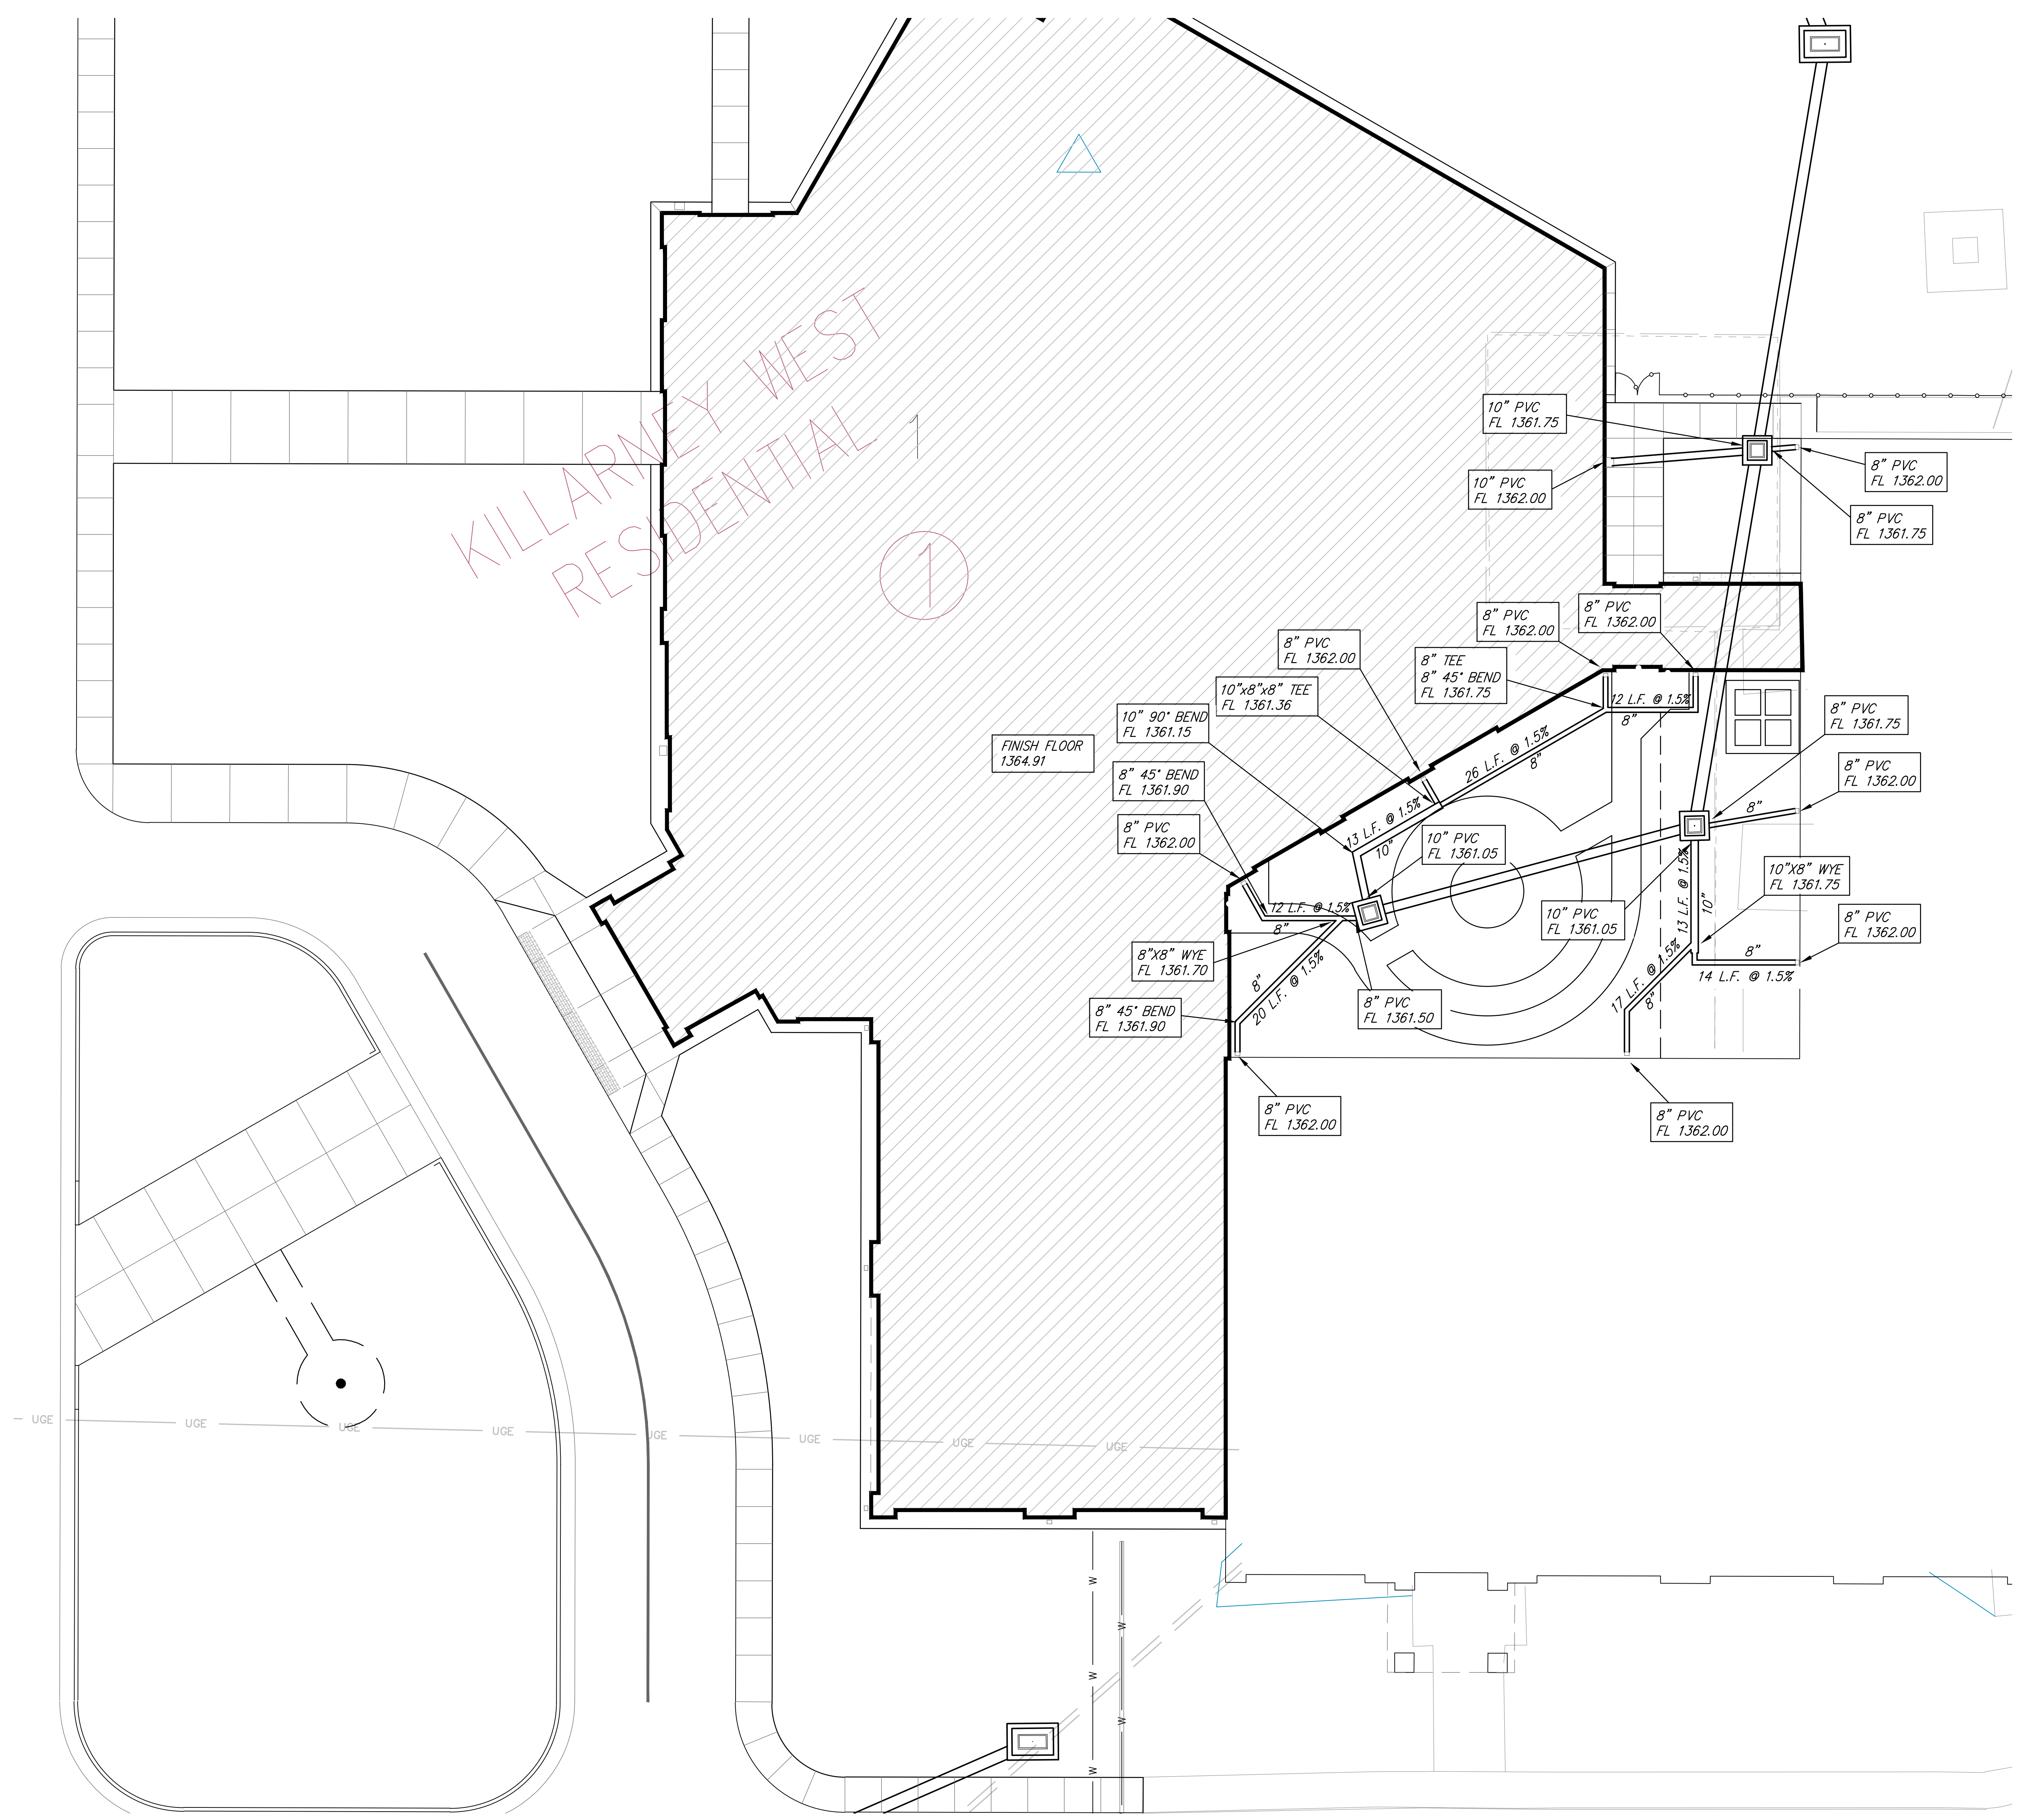 KILLARNEY WEST
RESIDENTIAL
1
1
10" PVC
FL 1361.75
10" PVC
FL 1362.00
8" PVC
FL 1362.00
8" PVC
FL 1361.75
8" PVC
FL 1362.00
8" PVC
FL 1362.00
8" PVC
FL 1362.00
8" TEE
8" 45° BEND
FL 1361.75
10"x8"x8" TEE
FL 1361.36
10" 90° BEND
FL 1361.15
FINISH FLOOR
1364.91
8" 45° BEND
FL 1361.90
8" PVC
FL 1362.00
12 L.F. @ 1.5%
8"
26 L.F. @ 1.5%
8"
13 L.F. @ 1.5%
10"
8" PVC
FL 1361.75
8" PVC
FL 1362.00
8"
10" PVC
FL 1361.05
10"X8" WYE
FL 1361.75
10" PVC
FL 1361.05
13 L.F. @ 1.5%
10"
8" PVC
FL 1362.00
12 L.F. @ 1.5%
8"
8"X8" WYE
FL 1361.70
8"
20 L.F. @ 1.5%
8"
14 L.F. @ 1.5%
17 L.F. @ 1.5%
8"
8" PVC
FL 1361.50
8" 45° BEND
FL 1361.90
8" PVC
FL 1362.00
8" PVC
FL 1362.00
UGE
UGE
UGE
UGE
UGE
UGE
UGE
UGE
W
W
W
W
W